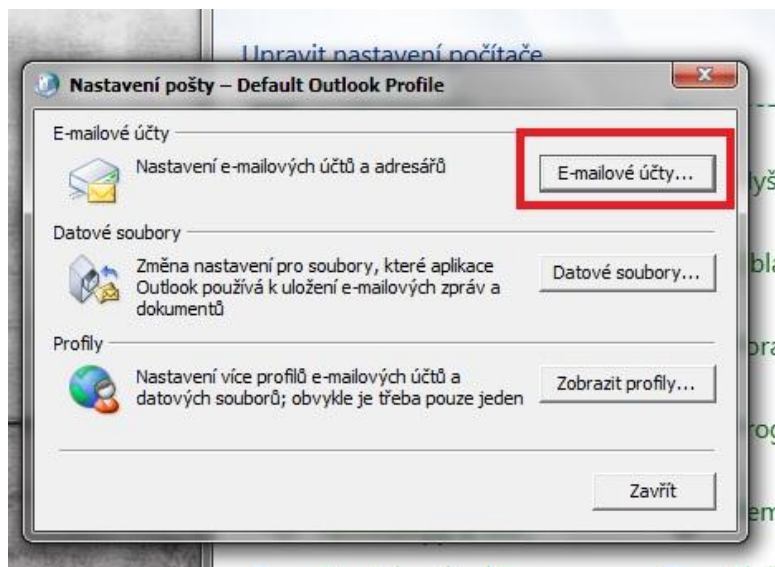 Upravit nastavení počítače
Nastavení pošty – Default Outlook Profile
E-mailové účty
Nastavení e-mailových účtů a adresářů
E-mailové účty...
Datové soubory
Změna nastavení pro soubory, které aplikace
Outlook používá k uložení e-mailových zpráv a
dokumentů
Datové soubory...
Profily
Nastavení více profilů e-mailových účtů a
datových souborů; obvykle je třeba pouze jeden
Zobrazit profily...
Zavřít